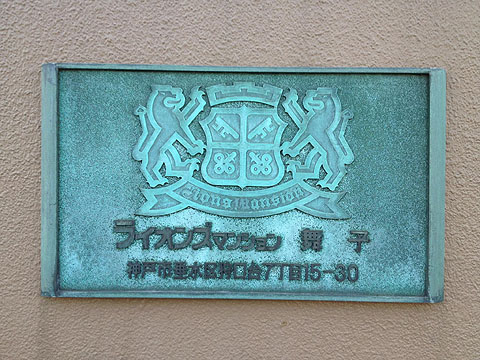 Lions Mansion
ライオンズマンション 舞子
神戸市垂水区狩口台7丁目15-30